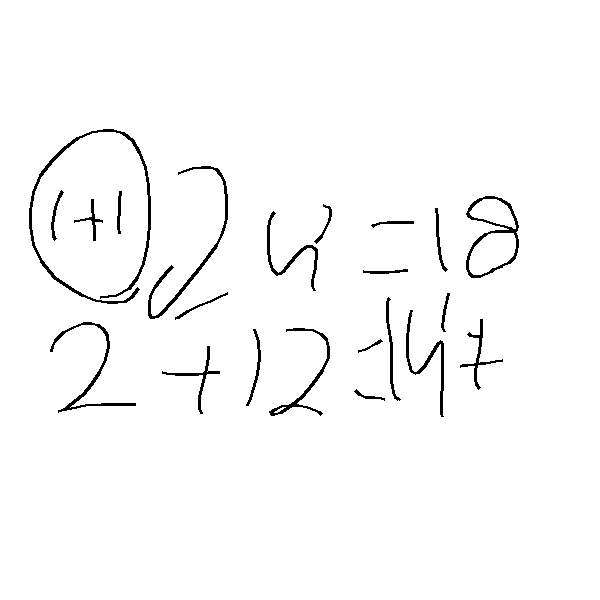 1+1 2 4 = 18
2 + 12 = 14 +